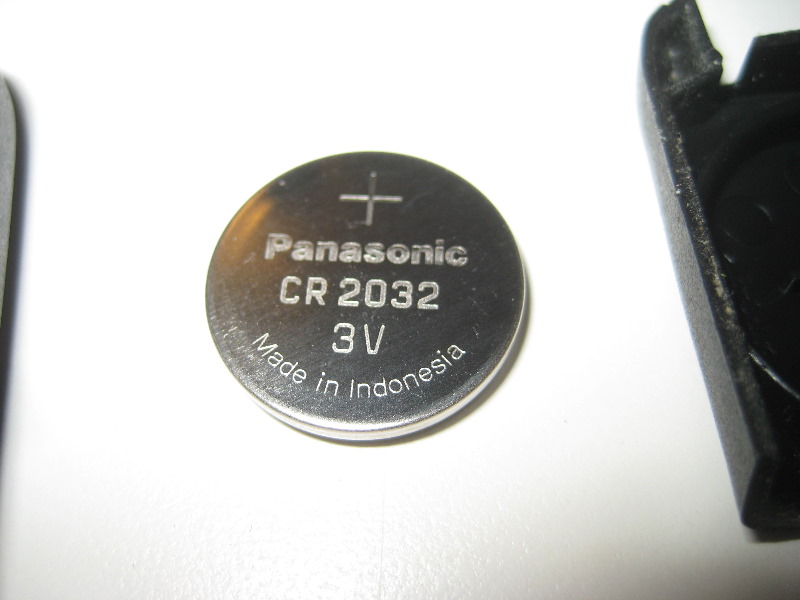 +
Panasonic
CR 2032
3V
Made in Indonesia